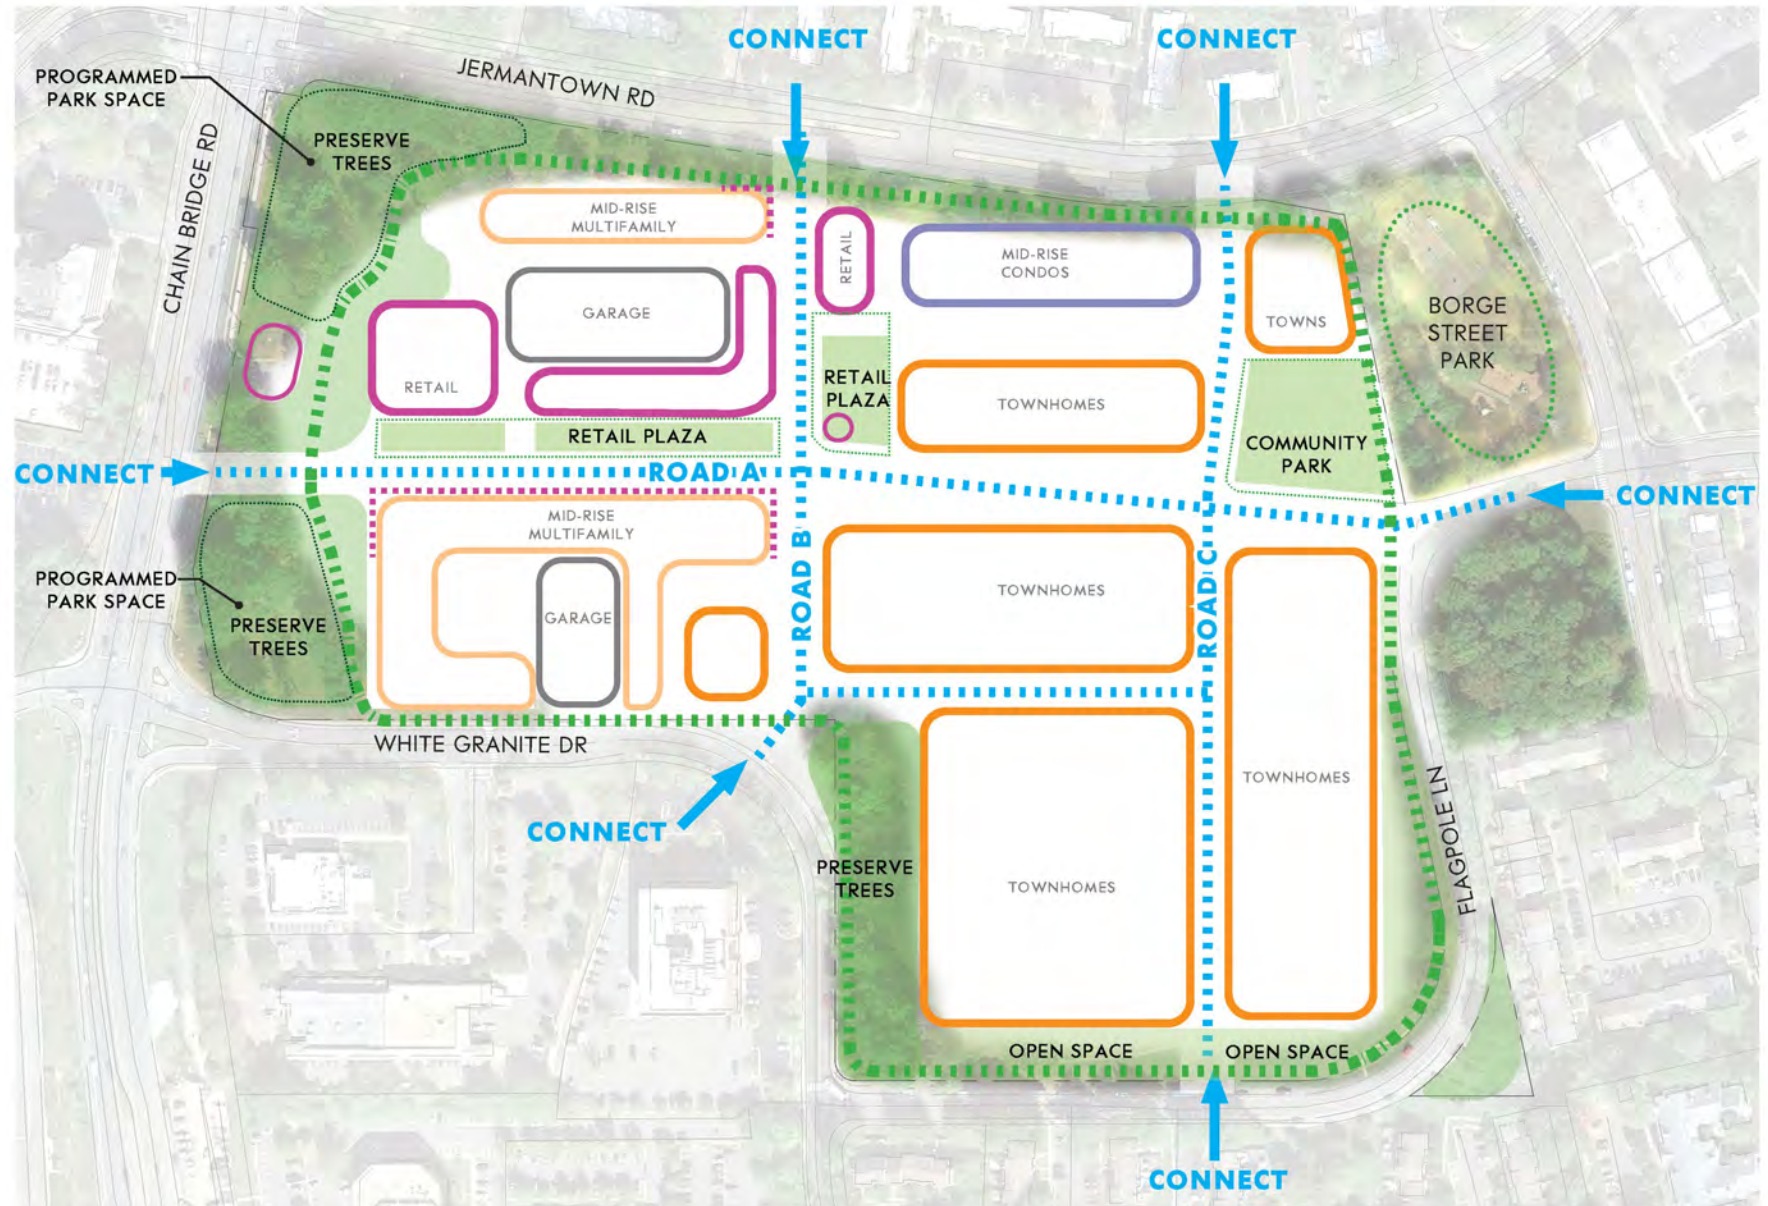 CONNECT
CONNECT
PROGRAMMED
PARK SPACE
JERMANTOWN RD
PRESERVE
TREES
CHAIN BRIDGE RD
MID-RISE
MULTIFAMILY
RETAIL
MID-RISE
CONDOS
GARAGE
TOWNS
BORGE
STREET
PARK
RETAIL
RETAIL
PLAZA
TOWNHOMES
RETAIL PLAZA
COMMUNITY
PARK
CONNECT
ROAD A
CONNECT
MID-RISE
MULTIFAMILY
ROAD B
ROAD C
PROGRAMMED
PARK SPACE
PRESERVE
TREES
GARAGE
TOWNHOMES
WHITE GRANITE DR
TOWNHOMES
FLAGPOLE LN
CONNECT
PRESERVE
TREES
TOWNHOMES
OPEN SPACE
OPEN SPACE
CONNECT